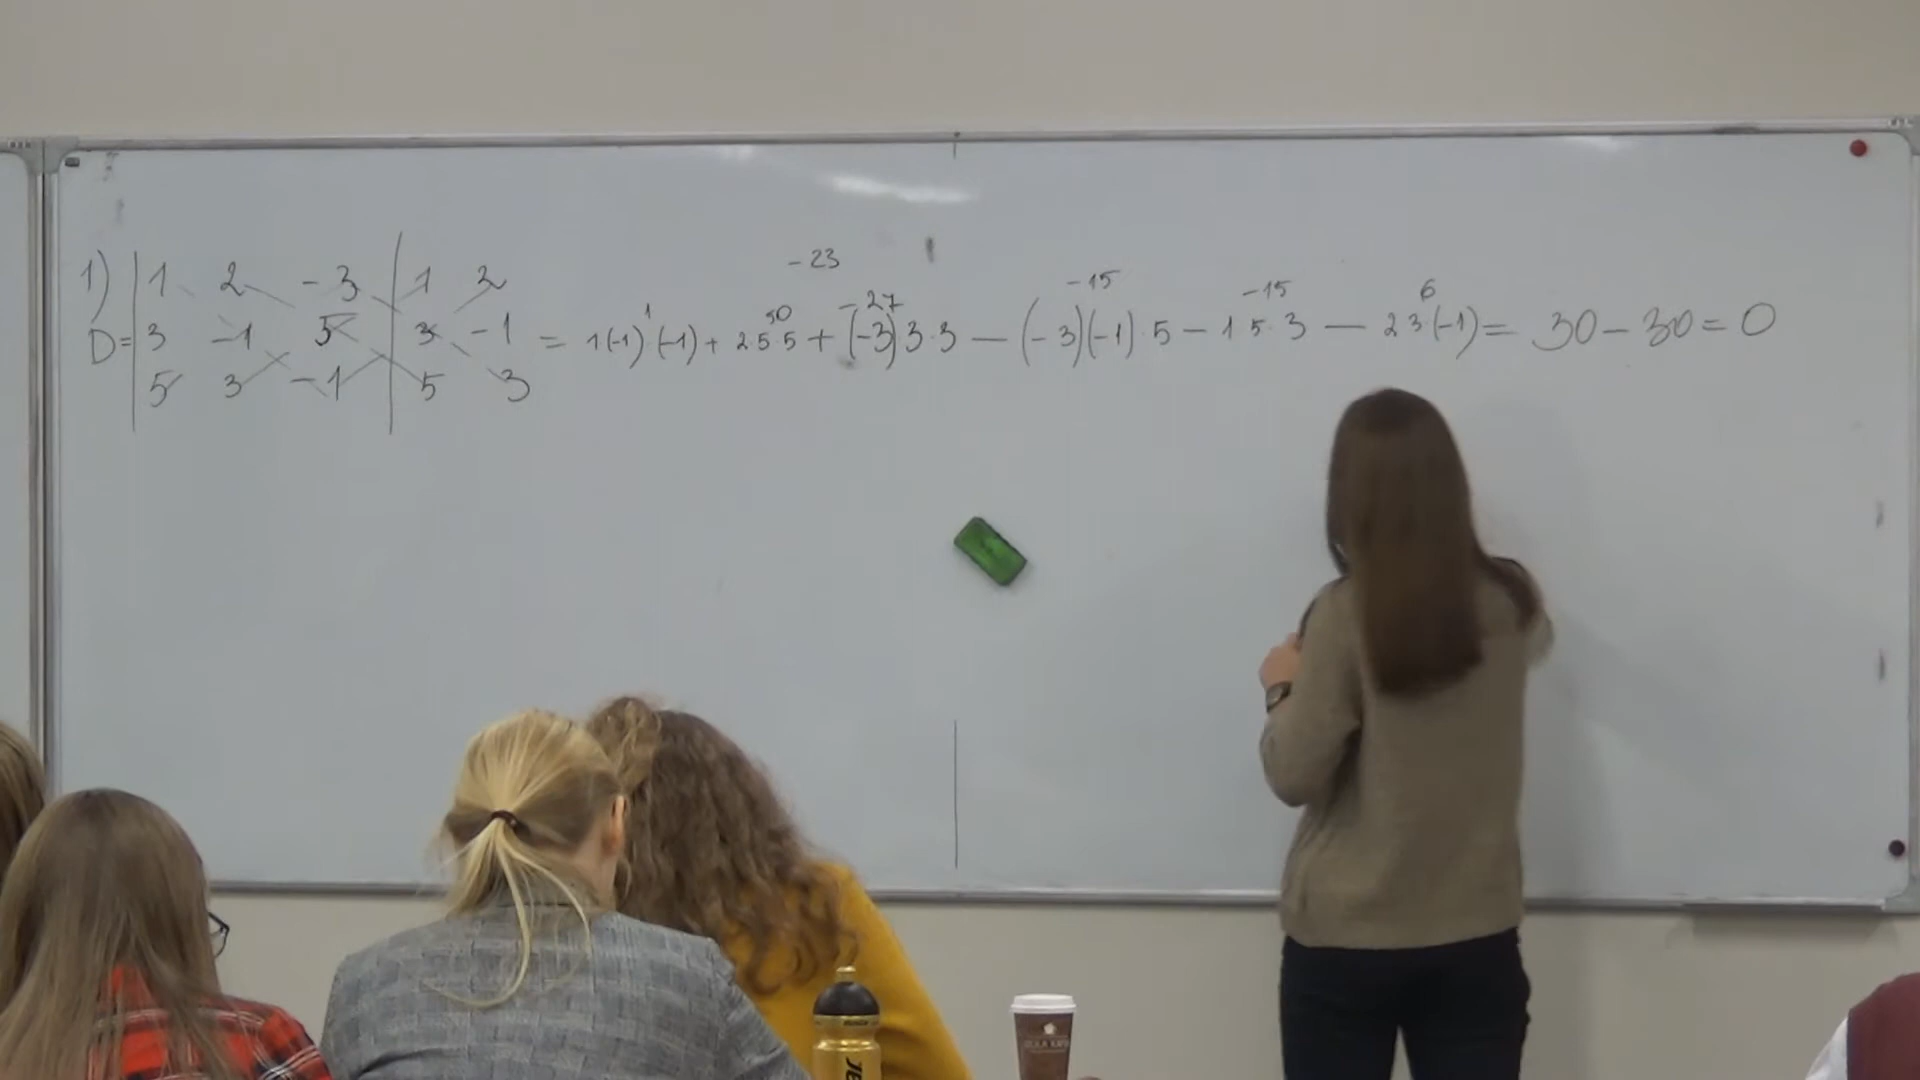 1)
1 2 -3 | 1 2
D= 3 -1 5 | 3 -1
5 3 -1 | 5 3
-23
1 50 -27 -15 -15 6
= 1(-1)·(-1) + 2 5 5 + (-3) 3·3 — (-3)(-1)·5 — 1 5·3 — 2 3(-1) = 30 - 30 = 0
JE